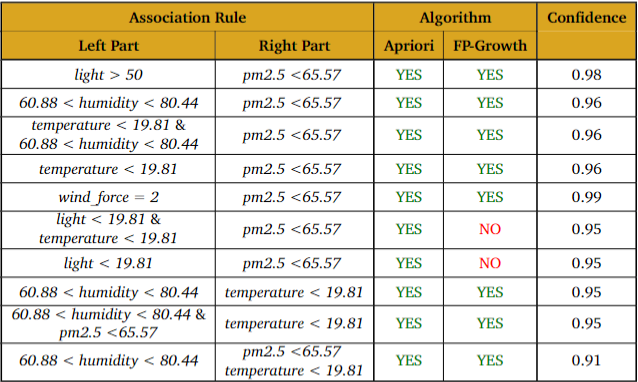 Association Rule Algorithm Confidence
Left Part Right Part Apriori FP-Growth
light > 50 pm2.5 <65.57 YES YES 0.98
60.88 < humidity < 80.44 pm2.5 <65.57 YES YES 0.96
temperature < 19.81 &
60.88 < humidity < 80.44 pm2.5 <65.57 YES YES 0.96
temperature < 19.81 pm2.5 <65.57 YES YES 0.96
wind_force = 2 pm2.5 <65.57 YES YES 0.99
light < 19.81 &
temperature < 19.81 pm2.5 <65.57 YES NO 0.95
light < 19.81 pm2.5 <65.57 YES NO 0.95
60.88 < humidity < 80.44 temperature < 19.81 YES YES 0.95
60.88 < humidity < 80.44 &
pm2.5 <65.57 temperature < 19.81 YES YES 0.95
60.88 < humidity < 80.44 pm2.5 <65.57 YES YES 0.91
temperature < 19.81